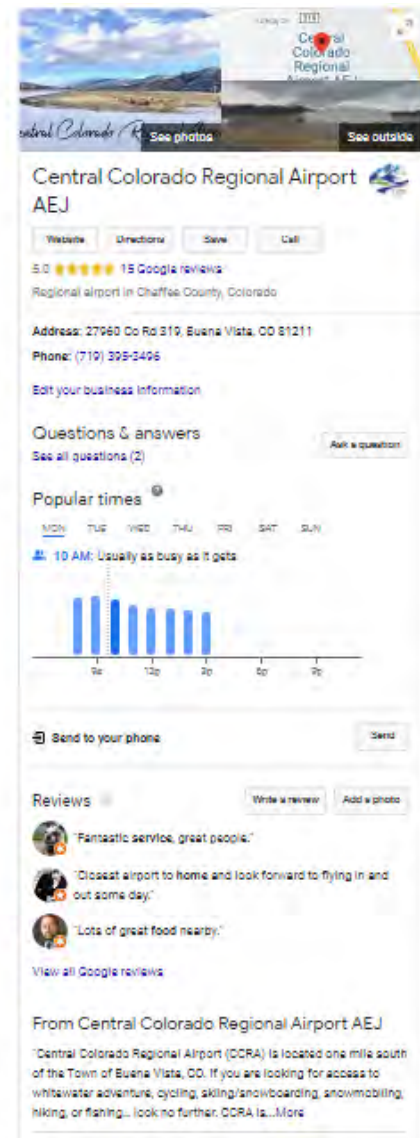 Central
Colorado
Regional
Airport AEJ
See photos
See outside
Central Colorado Regional Airport
AEJ
Website Directions Save Call
5.0 15 Google reviews
Regional airport in Chaffee County, Colorado
Address: 27960 Co Rd 319, Buena Vista, CO 81211
Phone: (719) 395-3496
Edit your business information
Questions & answers
See all questions (2)
Ask a question
Popular times
MON TUE WED THU FRI SAT SUN
10 AM: Usually as busy as it gets
9a 12p 3p 6p 9p
Send to your phone
Send
Reviews
Write a review Add a photo
"Fantastic service, great people."
"Closest airport to home and look forward to flying in and
out some day."
"Lots of great food nearby."
View all Google reviews
From Central Colorado Regional Airport AEJ
"Central Colorado Regional Airport (CCRA) is located one mile south
of the Town of Buena Vista, CO. If you are looking for access to
whitewater adventure, cycling, skiing/snowboarding, snowmobiling,
hiking, or fishing... look no further. CCRA is...More